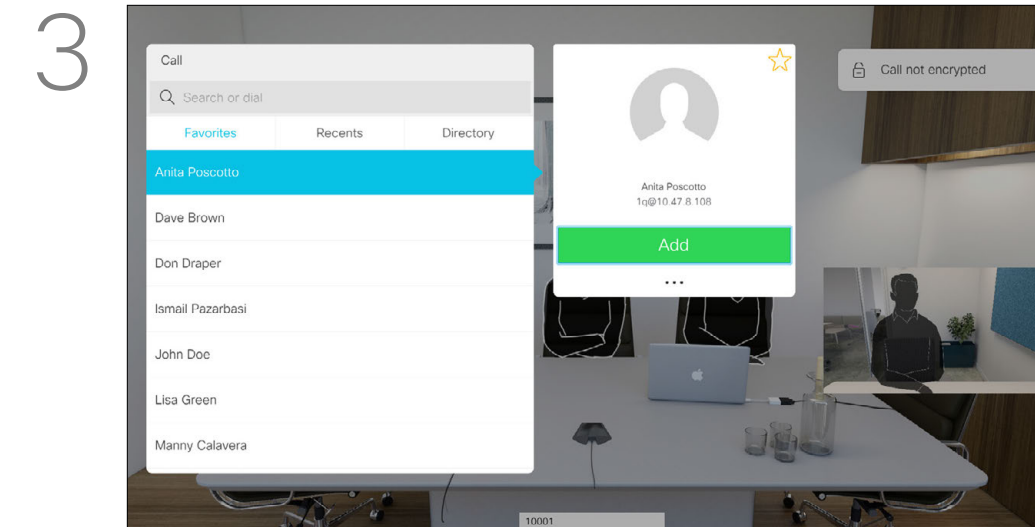 3
Call
Search or dial
Favorites Recents Directory
Anita Poscotto
Dave Brown
Don Draper
Ismail Pazarbasi
John Doe
Lisa Green
Manny Calavera
Anita Poscotto
1q@10.47.8.108
Add
...
Call not encrypted
10001